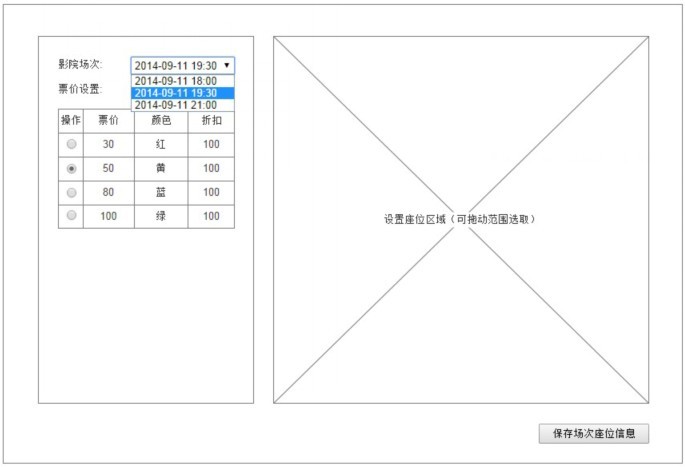 影院场次:
2014-09-11 19:30
2014-09-11 18:00
票价设置:
2014-09-11 19:30
2014-09-11 21:00
操作 票价 颜色 折扣
30 红 100
50 黄 100
80 蓝 100
100 绿 100
设置座位区域（可拖动范围选取）
保存场次座位信息